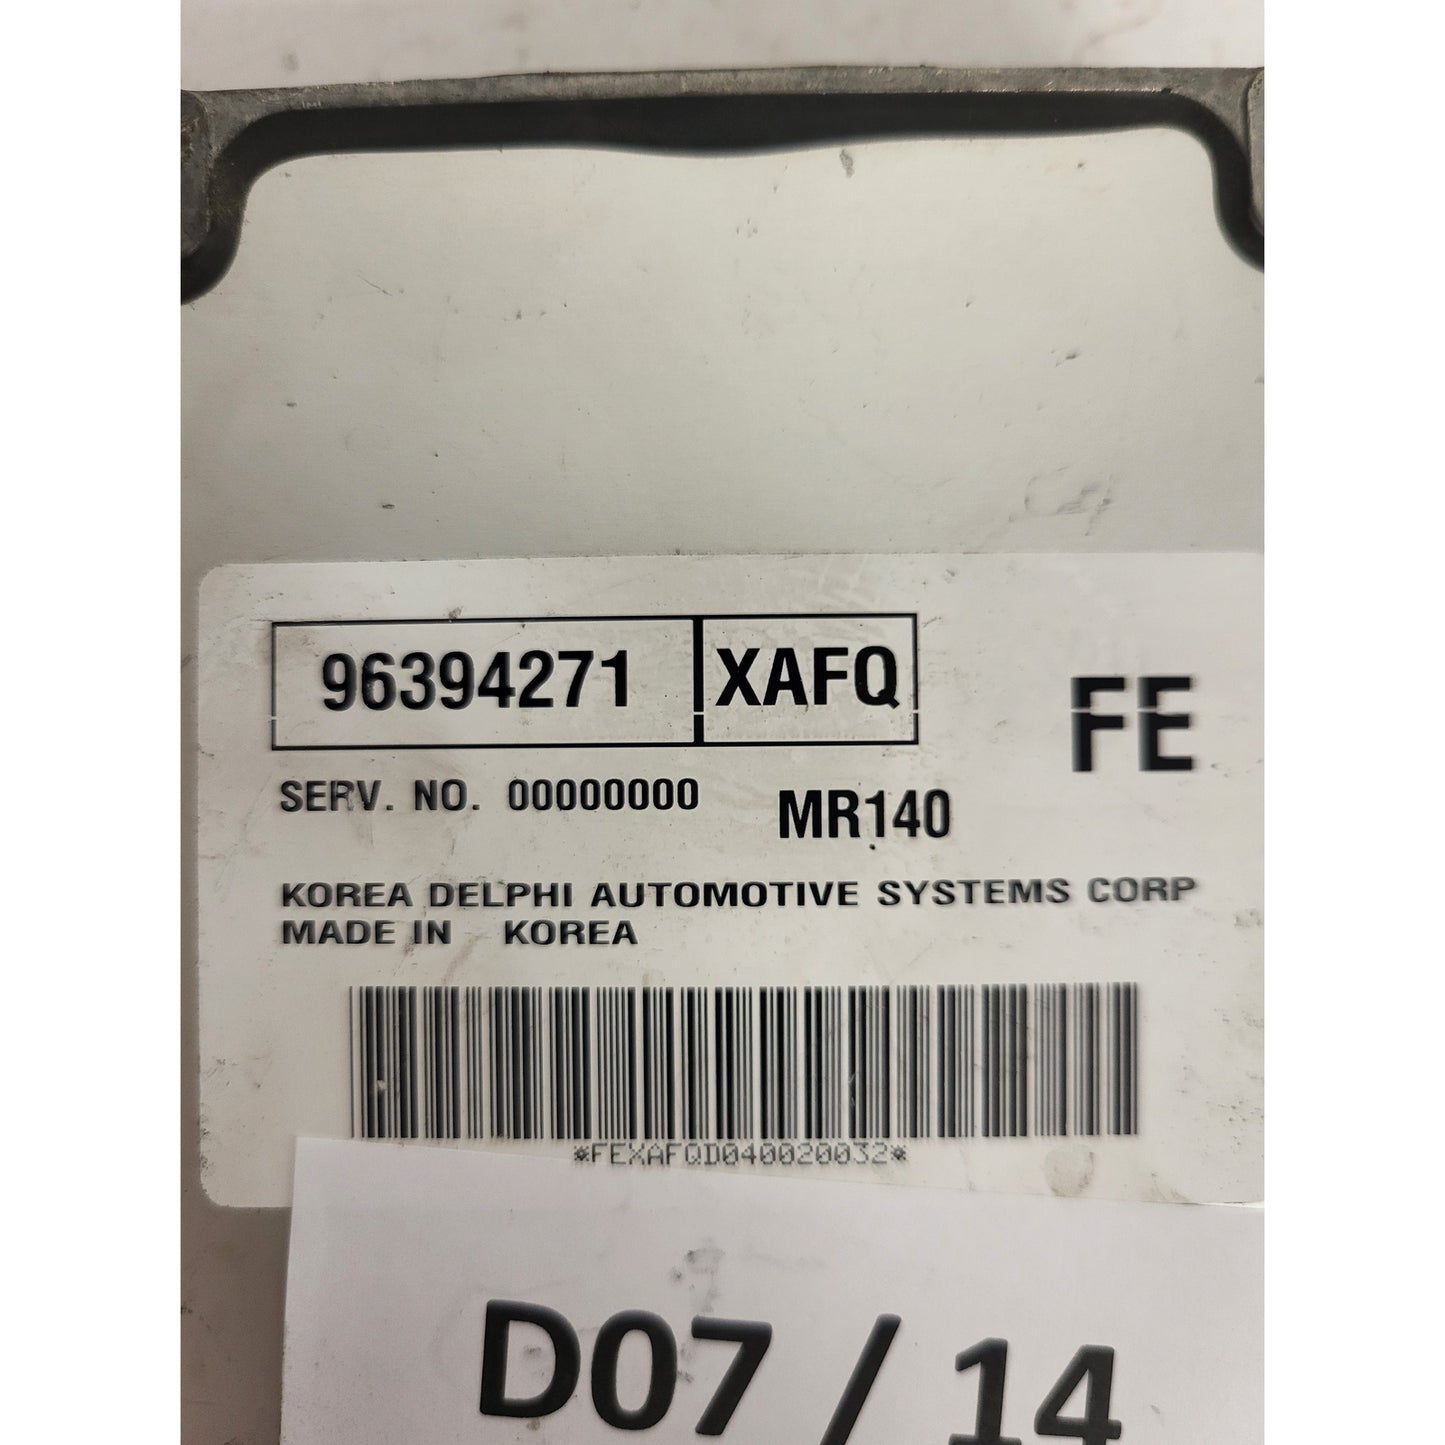 96394271 XAFQ
FE
SERV. NO. 00000000 MR140
KOREA DELPHI AUTOMOTIVE SYSTEMS CORP
MADE IN KOREA
*FEXAFQD040020032*
D07 / 14